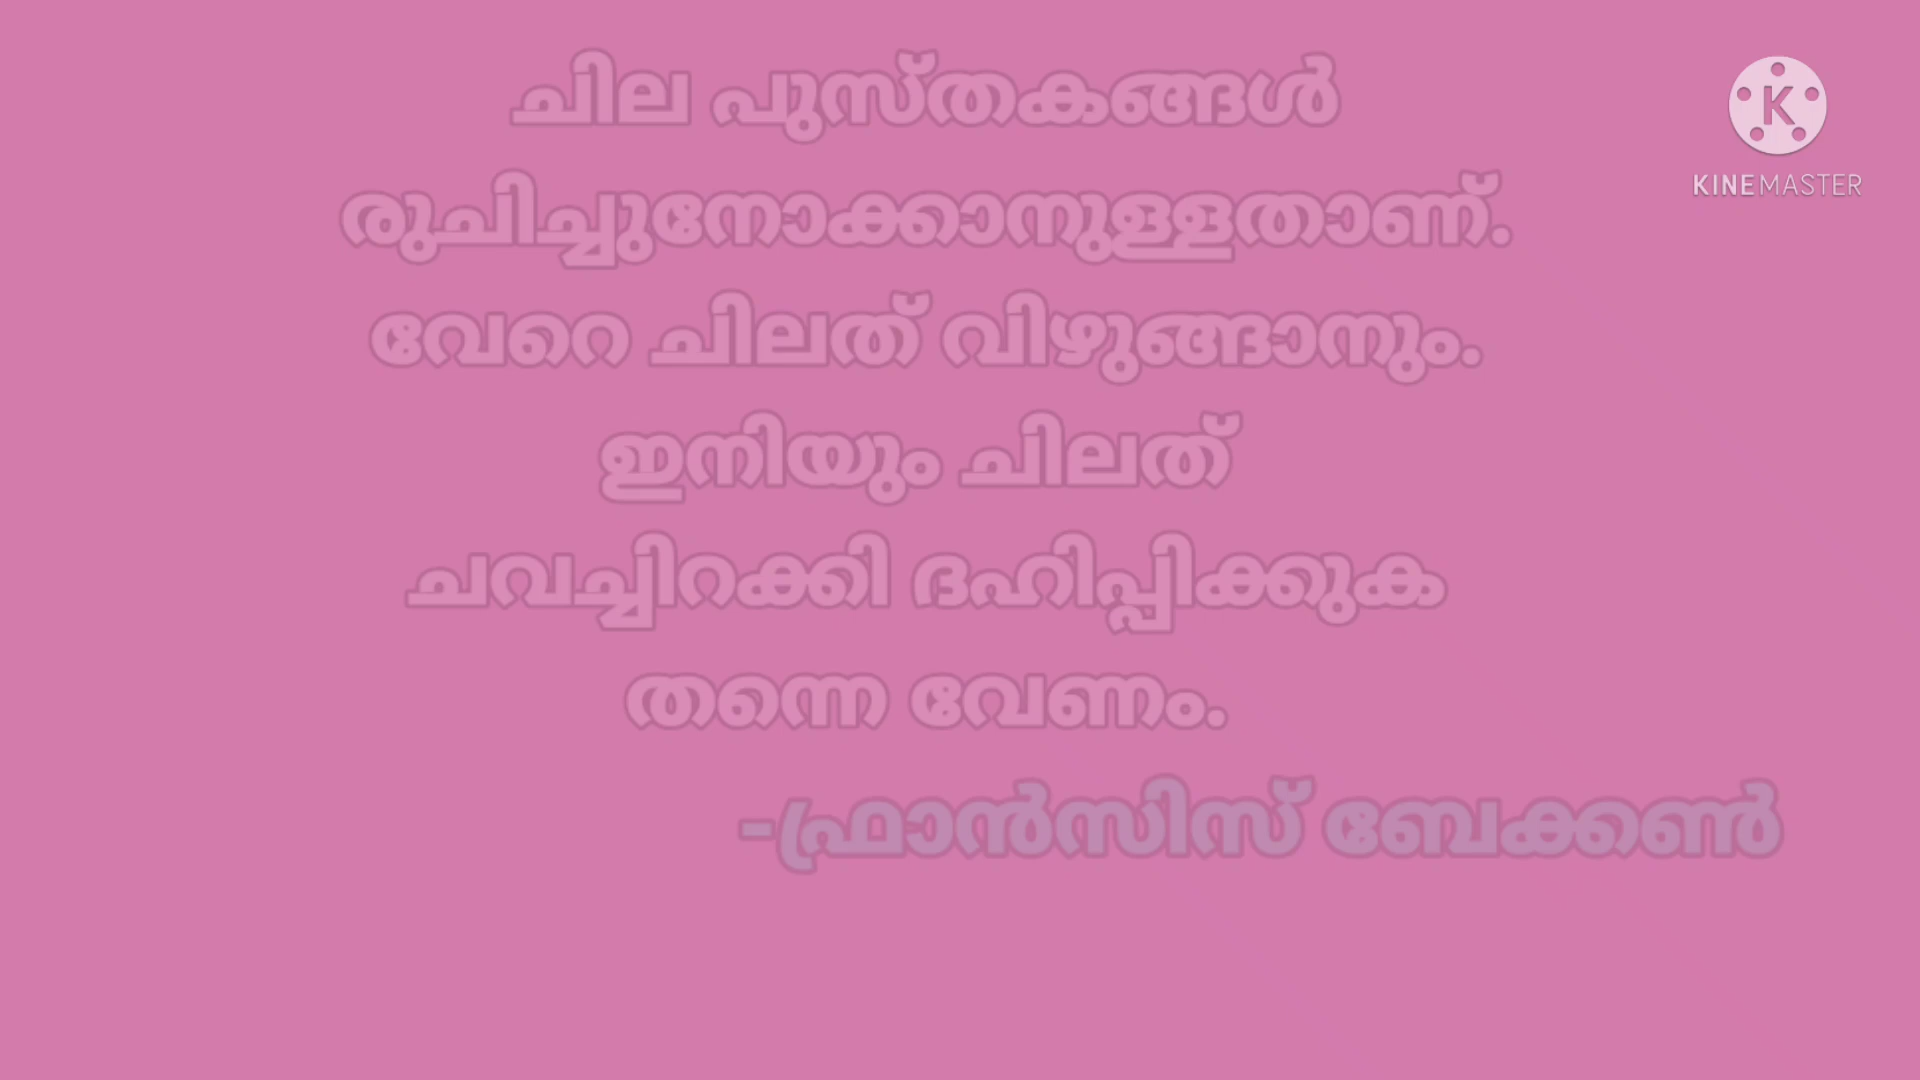 ചില പുസ്തകങ്ങൾ
രുചിച്ചുനോക്കാനുള്ളതാണ്.
വേറെ ചിലത് വിഴുങ്ങാനും.
ഇനിയും ചിലത്
ചവച്ചിറക്കി ദഹിപ്പിക്കുക
തന്നെ വേണം.
-ഫ്രാൻസിസ് ബേക്കൺ
K
KINEMASTER